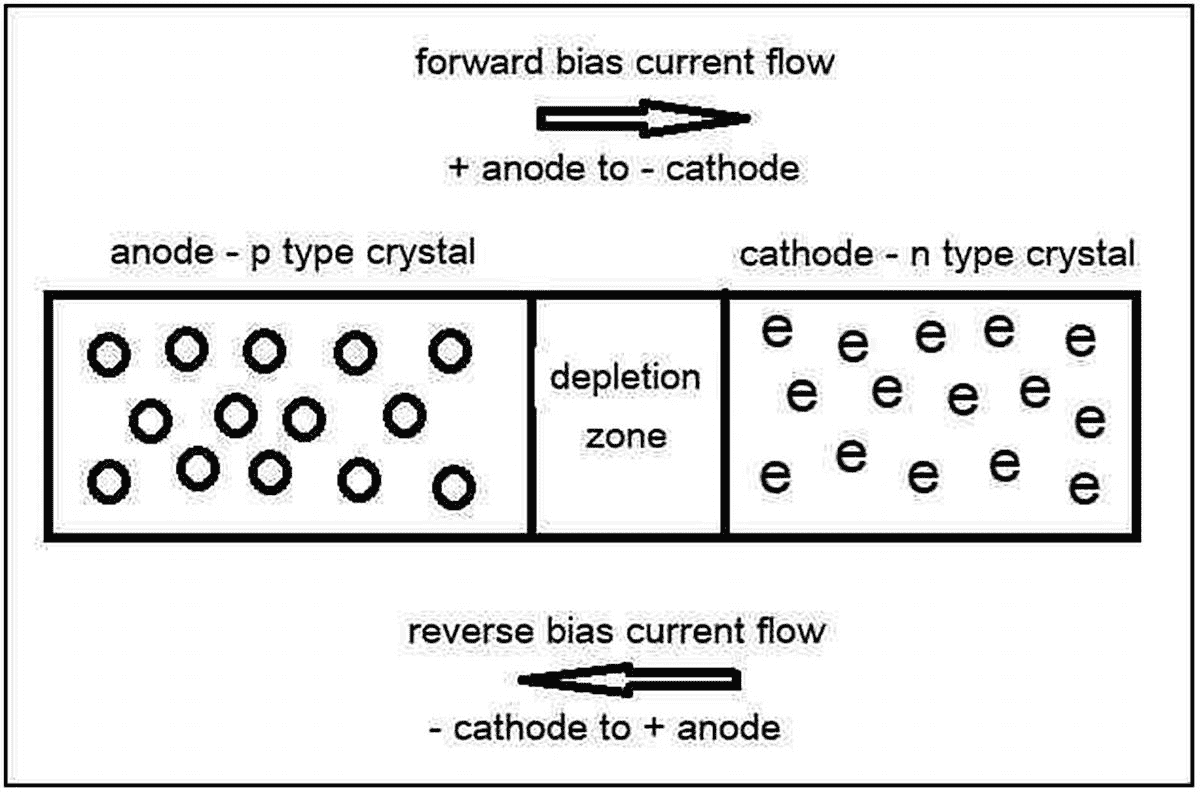 forward bias current flow
+ anode to - cathode
anode - p type crystal
cathode - n type crystal
depletion
zone
e e e e e
e e e e e
e e e e e
reverse bias current flow
- cathode to + anode